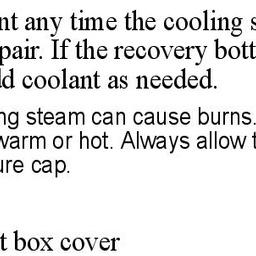 nt any time the cooling s
pair. If the recovery bott
dd coolant as needed.
ng steam can cause burns.
warm or hot. Always allow t
ure cap.
t box cover